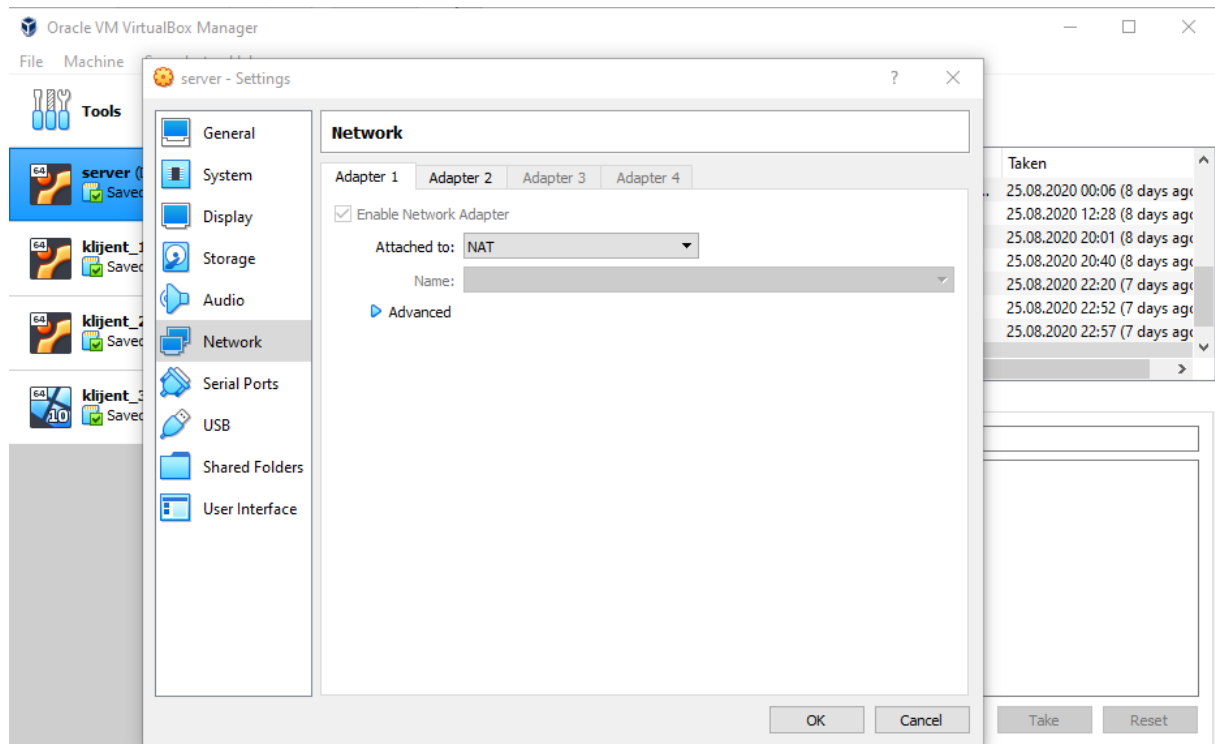 Oracle VM VirtualBox Manager
File Machine
server - Settings
?
Tools
64
server
Saved
64
klijent_1
Saved
64
klijent_2
Saved
64
10
klijent_3
Saved
General
System
Display
Storage
Audio
Network
Serial Ports
USB
Shared Folders
User Interface
Network
Adapter 1 Adapter 2 Adapter 3 Adapter 4
Enable Network Adapter
Attached to: NAT
Name:
Advanced
OK Cancel
Taken
25.08.2020 00:06 (8 days ago
25.08.2020 12:28 (8 days ago
25.08.2020 20:01 (8 days ago
25.08.2020 20:40 (8 days ago
25.08.2020 22:20 (7 days ago
25.08.2020 22:52 (7 days ago
25.08.2020 22:57 (7 days ago
Take Reset